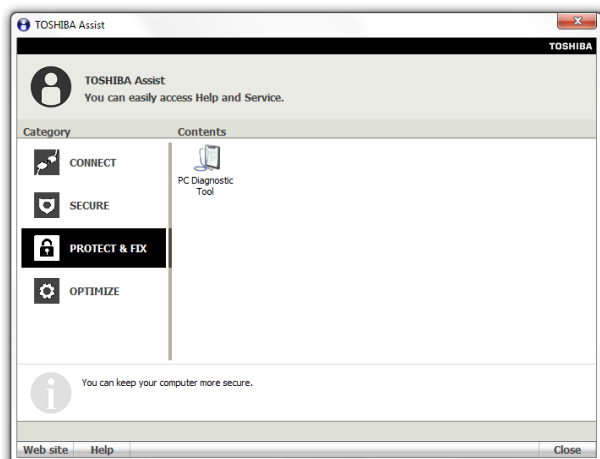 TOSHIBA Assist
TOSHIBA
TOSHIBA Assist
You can easily access Help and Service.
Category
Contents
CONNECT
SECURE
PROTECT & FIX
OPTIMIZE
PC Diagnostic
Tool
You can keep your computer more secure.
Web site
Help
Close